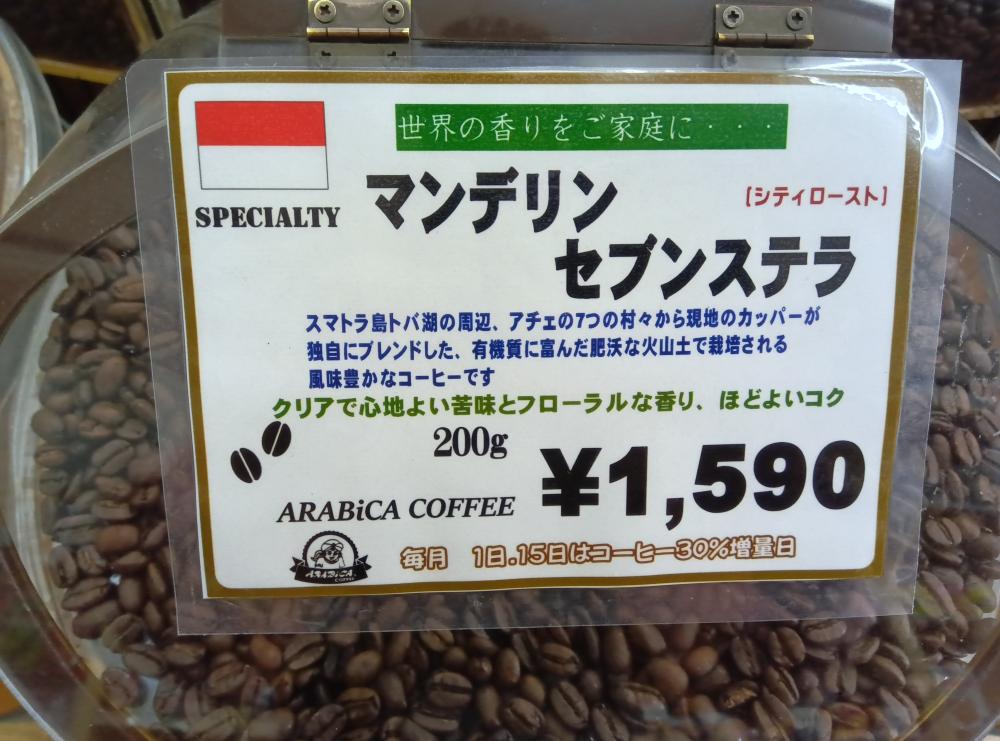 世界の香りをご家庭に・・・
SPECIALTY
マンデリン
【シティロースト】
セブンステラ
スマトラ島トバ湖の周辺、アチェの7つの村々から現地のカッパーが
独自にブレンドした、有機質に富んだ肥沃な火山土で栽培される
風味豊かなコーヒーです
クリアで心地よい苦味とフローラルな香り、ほどよいコク
200g
¥1,590
ARABiCA COFFEE
ARABiCA
COFFEE
毎月 1日.15日はコーヒー30%増量日